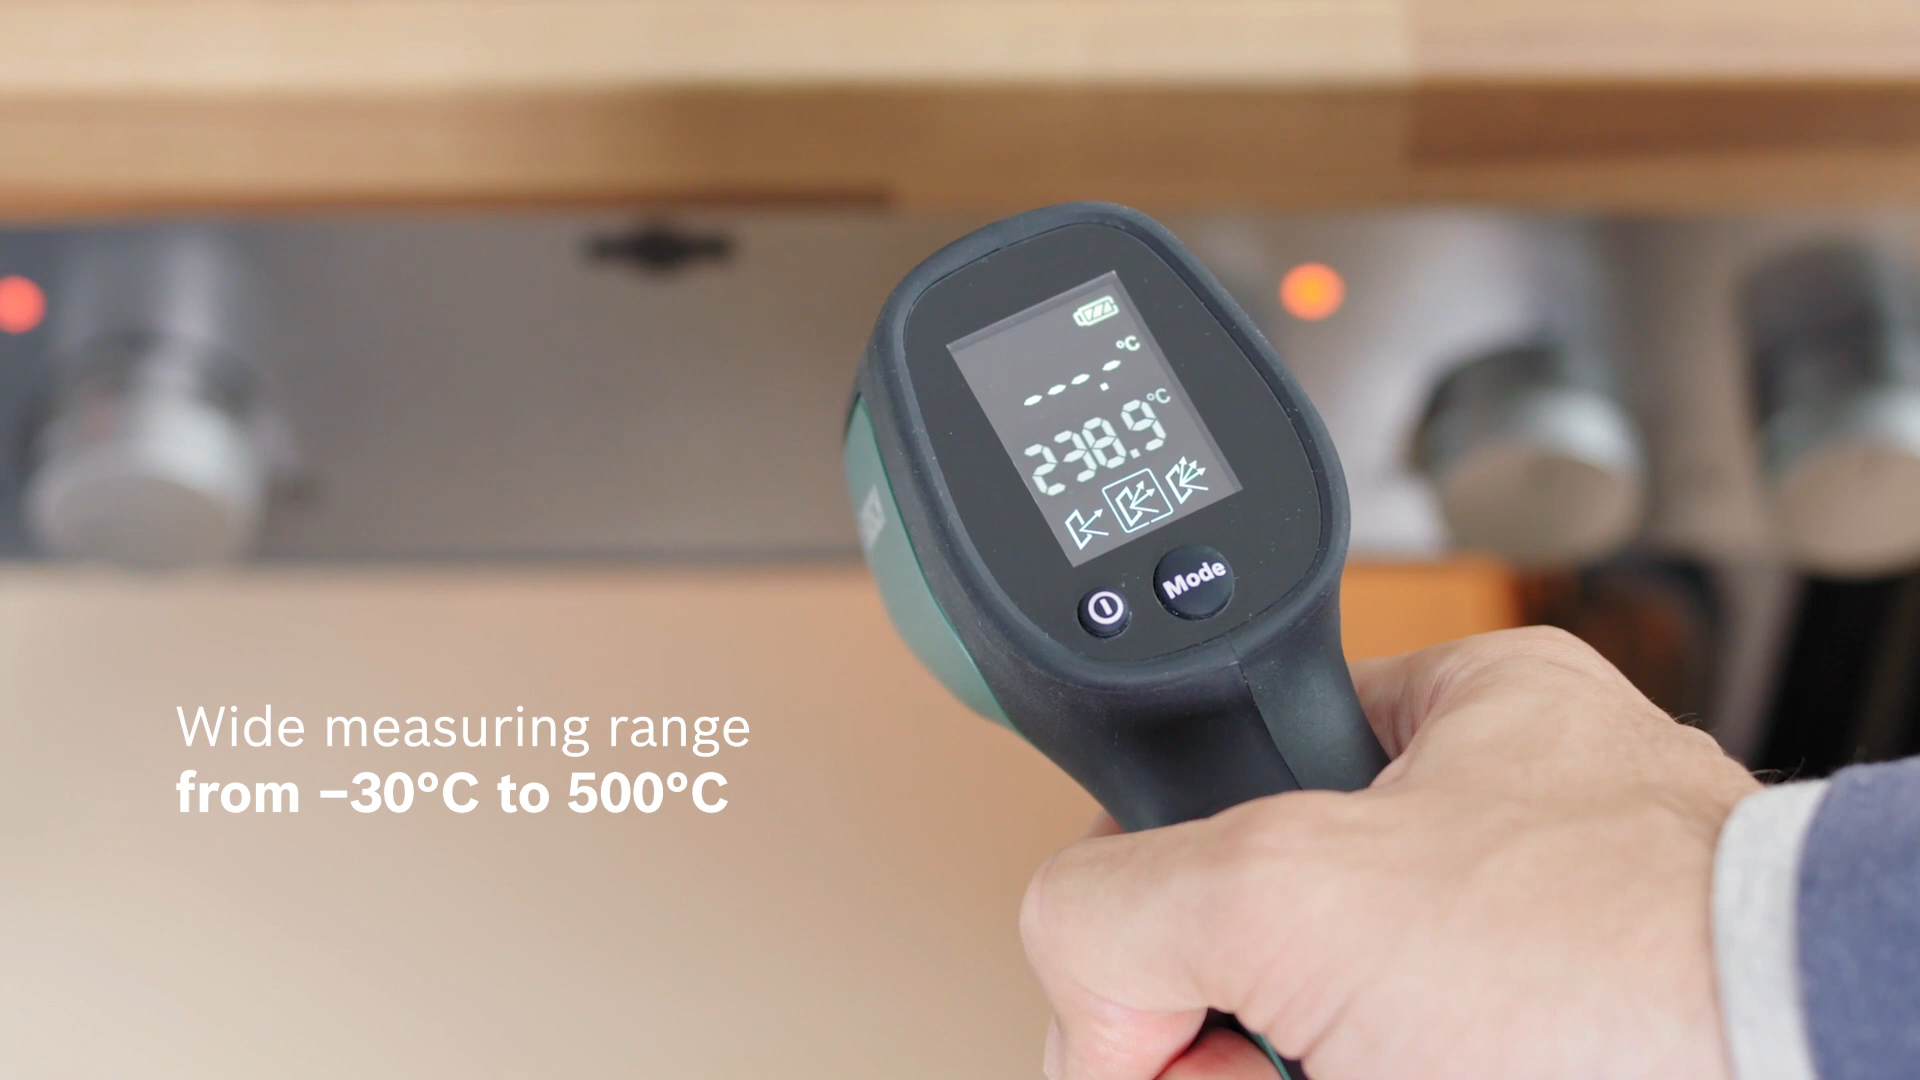 °C
---.-
238.9°C
Mode
Wide measuring range
from –30°C to 500°C